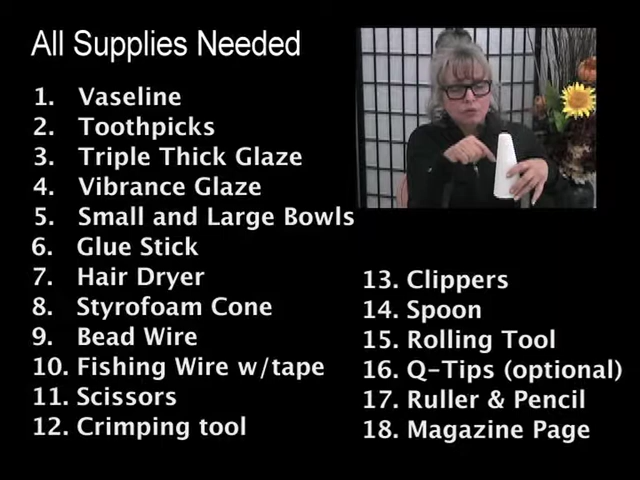 All Supplies Needed
1. Vaseline
2. Toothpicks
3. Triple Thick Glaze
4. Vibrance Glaze
5. Small and Large Bowls
6. Glue Stick
7. Hair Dryer
8. Styrofoam Cone
9. Bead Wire
10. Fishing Wire w/tape
11. Scissors
12. Crimping tool
13. Clippers
14. Spoon
15. Rolling Tool
16. Q-Tips (optional)
17. Ruller & Pencil
18. Magazine Page